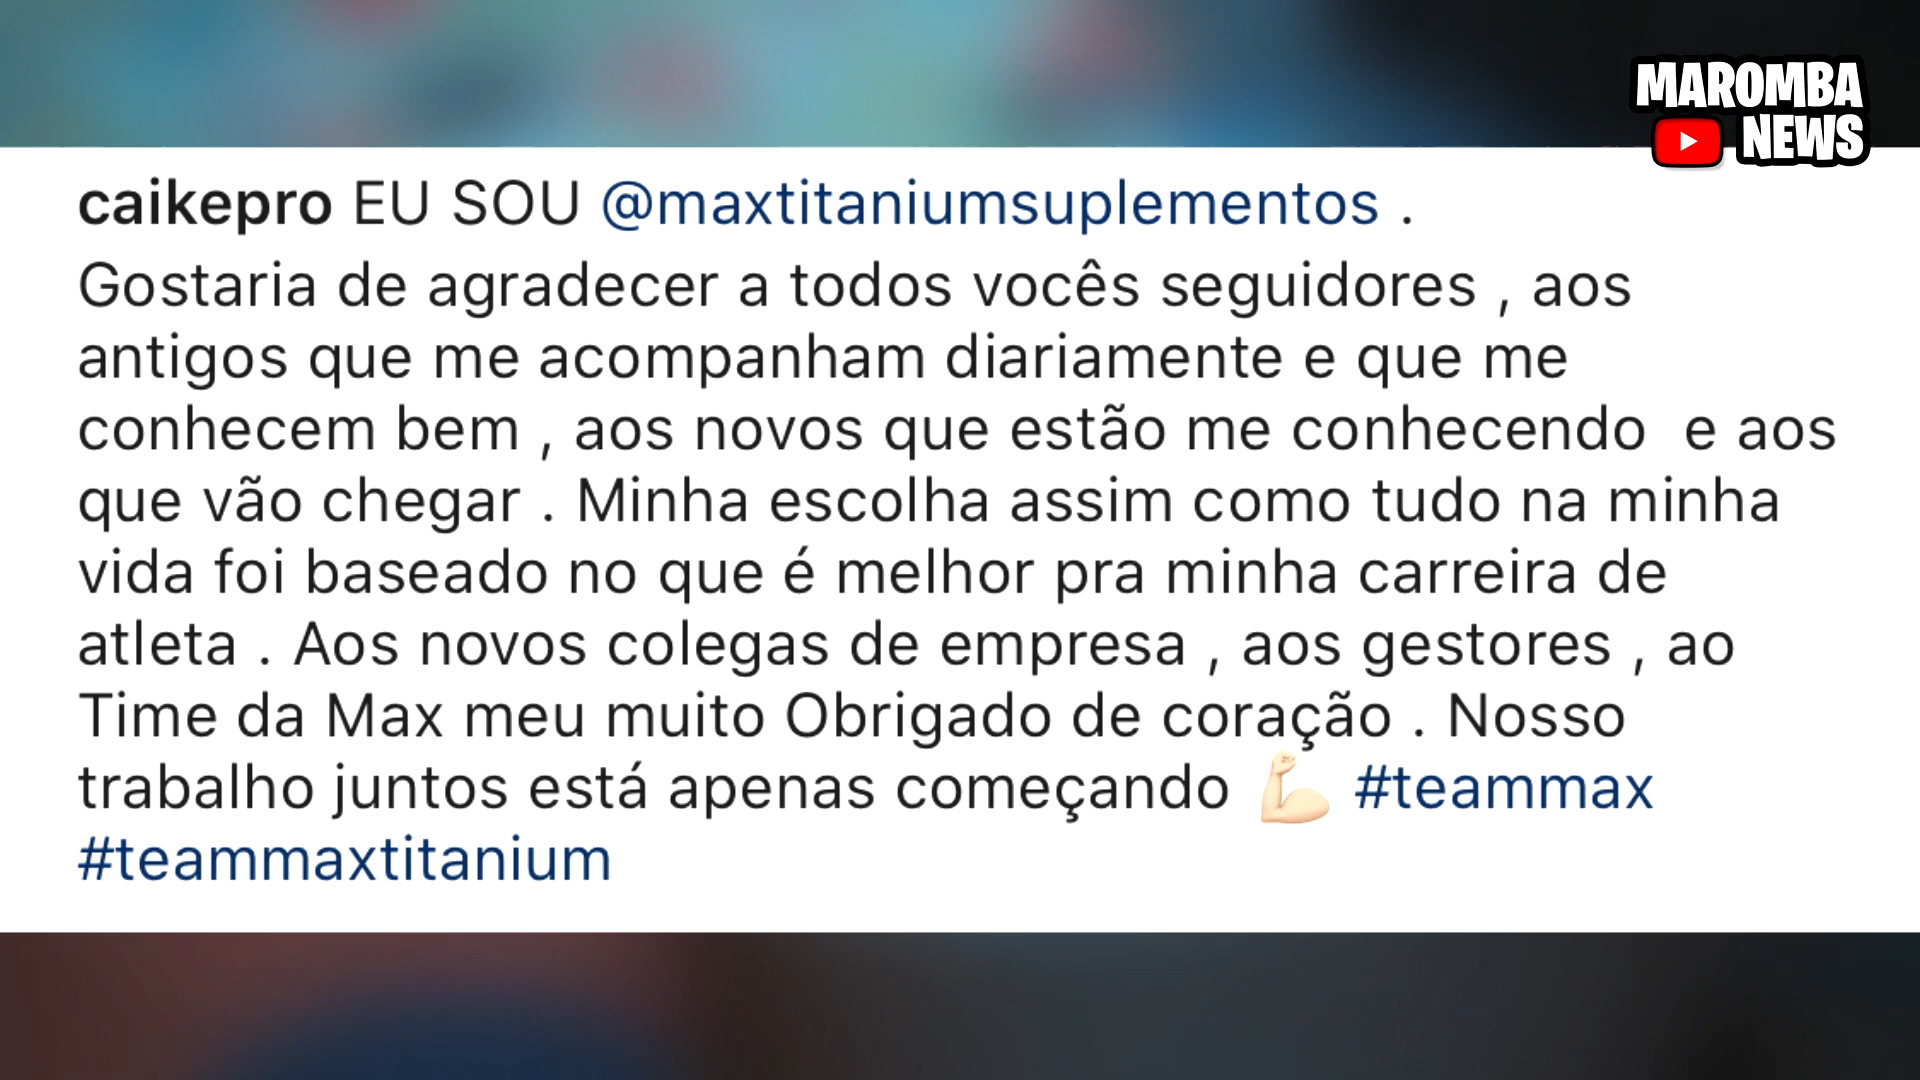 MAROMBA
NEWS
caikepro EU SOU @maxtitaniumsuplementos .
Gostaria de agradecer a todos vocês seguidores , aos
antigos que me acompanham diariamente e que me
conhecem bem , aos novos que estão me conhecendo  e aos
que vão chegar . Minha escolha assim como tudo na minha
vida foi baseado no que é melhor pra minha carreira de
atleta . Aos novos colegas de empresa , aos gestores , ao
Time da Max meu muito Obrigado de coração . Nosso
trabalho juntos está apenas começando 💪🏻 #teammax
#teammaxtitanium